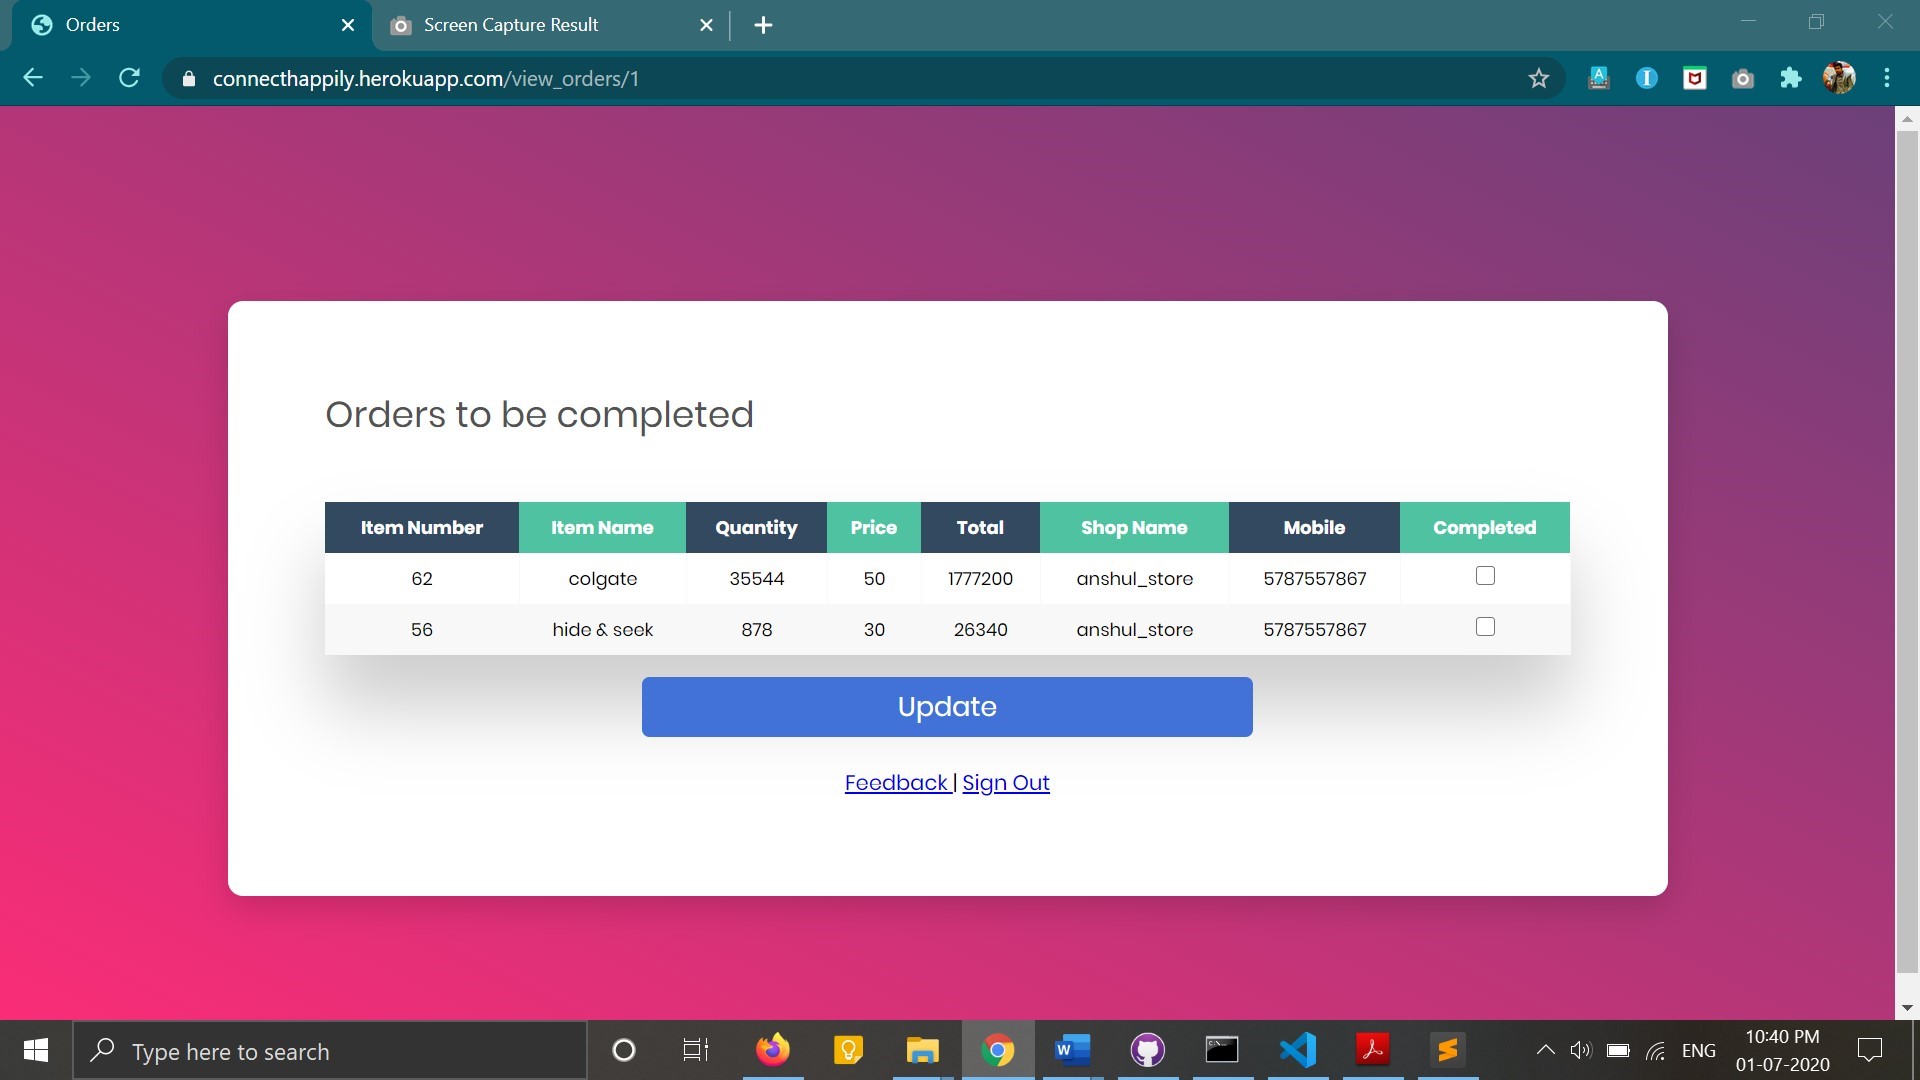 Orders
Screen Capture Result
connecthappily.herokuapp.com/view_orders/1
Orders to be completed
Item Number Item Name Quantity Price Total Shop Name Mobile Completed
62 colgate 35544 50 1777200 anshul_store 5787557867
56 hide & seek 878 30 26340 anshul_store 5787557867
Update
Feedback | Sign Out
Type here to search
ENG
10:40 PM
01-07-2020